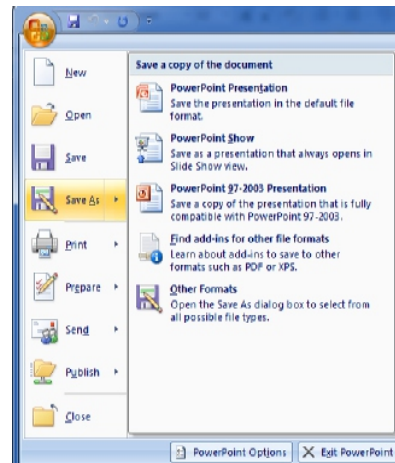 New
Open
Save
Save As
Print
Prepare
Send
Publish
Close
Save a copy of the document
PowerPoint Presentation
Save the presentation in the default file
format.
PowerPoint Show
Save as a presentation that always opens in
Slide Show view.
PowerPoint 97-2003 Presentation
Save a copy of the presentation that is fully
compatible with PowerPoint 97-2003.
Find add-ins for other file formats
Learn about add-ins to save to other
formats such as PDF or XPS.
Other Formats
Open the Save As dialog box to select from
all possible file types.
PowerPoint Options
Exit PowerPoint